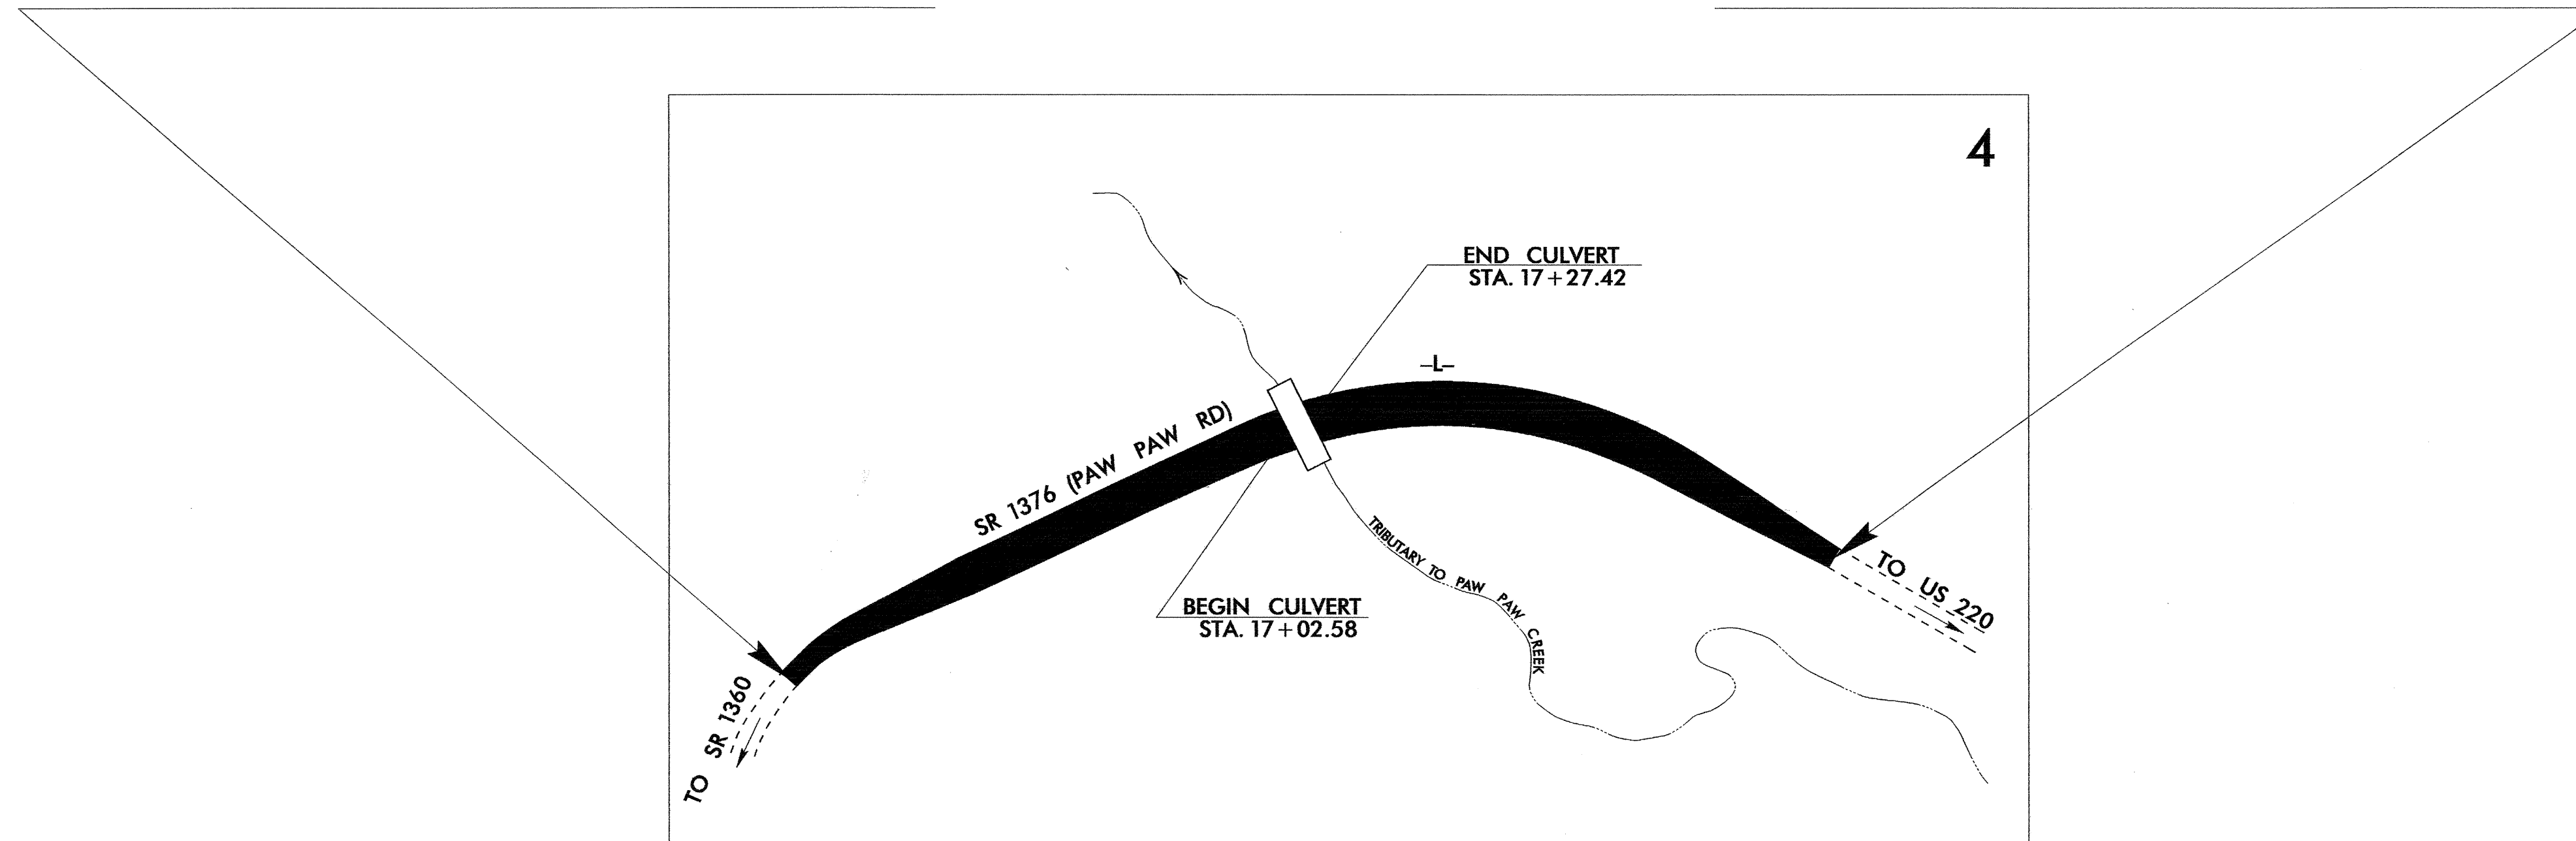 4
END CULVERT
STA. 17+27.42
–L–
SR 1376 (PAW PAW RD)
TRIBUTARY TO PAW PAW CREEK
TO US 220
BEGIN CULVERT
STA. 17+02.58
TO SR 1360